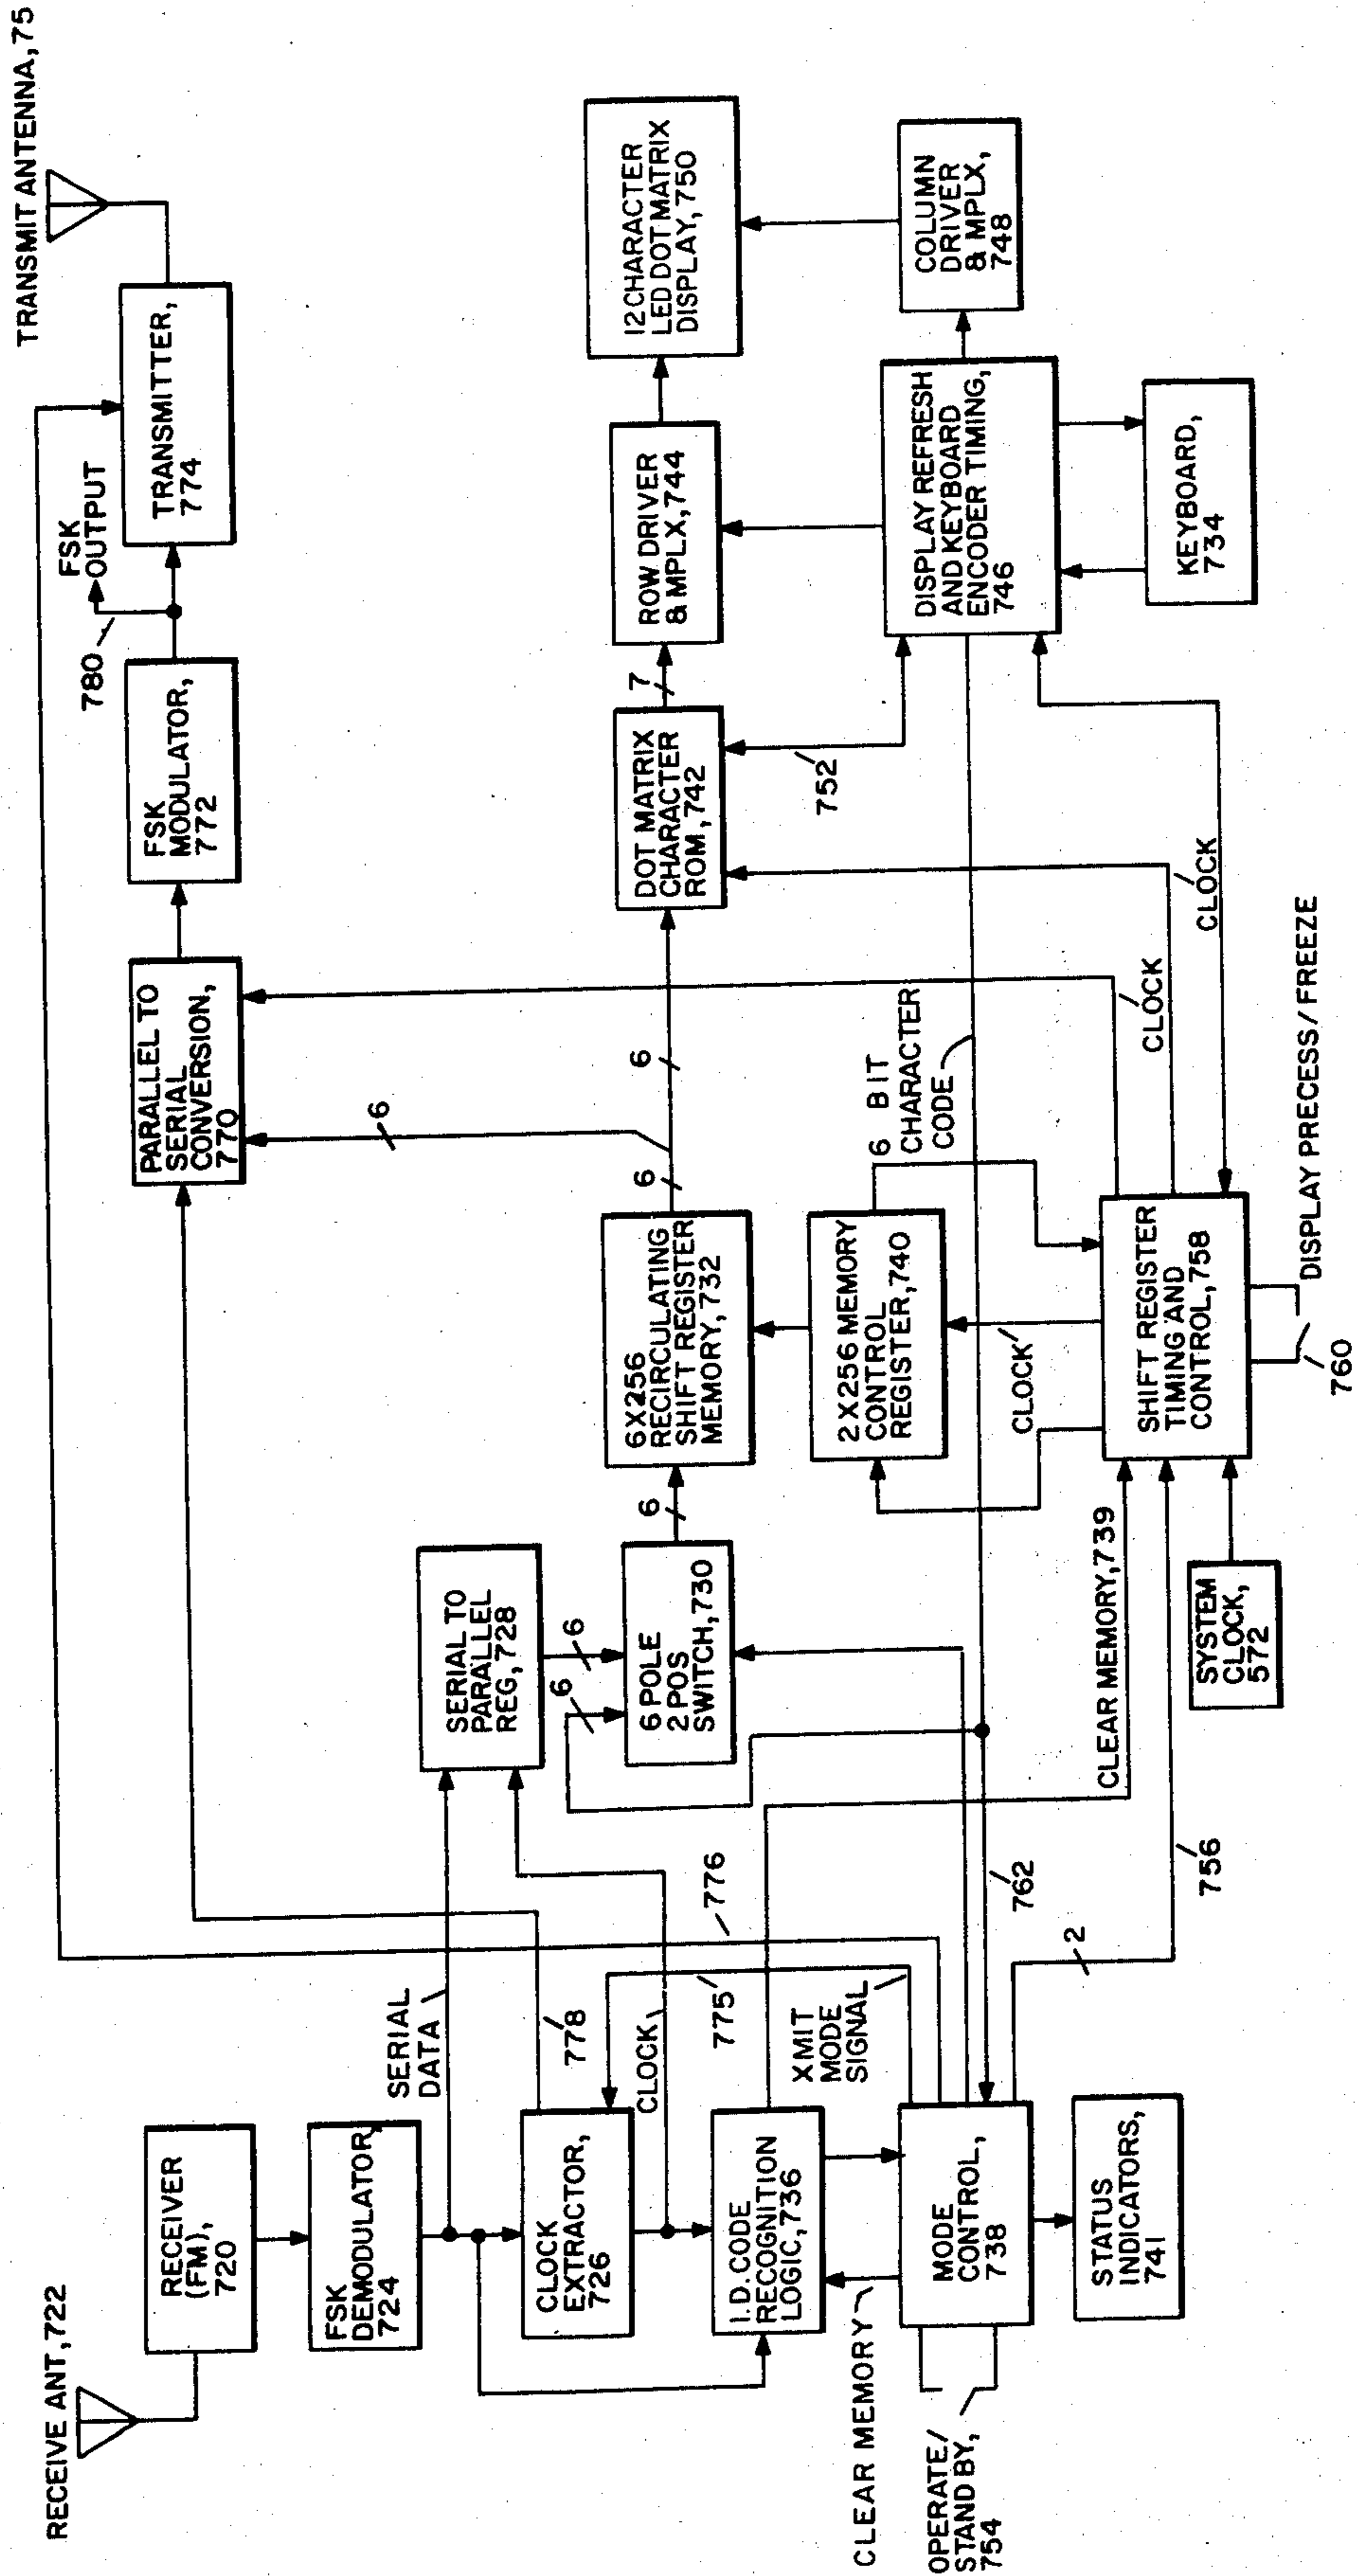 TRANSMIT ANTENNA, 75
RECEIVE ANT, 722
RECEIVER
(FM),
720
FSK
DEMODULATOR,
724
CLOCK
EXTRACTOR,
726
I.D. CODE
RECOGNITION
LOGIC, 736
MODE
CONTROL,
738
STATUS
INDICATORS,
741
CLEAR MEMORY
OPERATE/
STAND BY,
754
SERIAL
DATA
778
CLOCK
775
776
XMIT
MODE
SIGNAL
762
2
756
SERIAL TO
PARALLEL
REG, 728
6
6
6 POLE
2 POS
SWITCH, 730
6
CLEAR MEMORY, 739
SYSTEM
CLOCK,
572
6X256
RECIRCULATING
SHIFT REGISTER
MEMORY, 732
6
6
6
2X256 MEMORY
CONTROL
REGISTER, 740
CLOCK
SHIFT REGISTER
TIMING AND
CONTROL, 758
760
DISPLAY PRECESS/FREEZE
6 BIT
CHARACTER
CODE
CLOCK
CLOCK
PARALLEL TO
SERIAL
CONVERSION,
770
FSK
MODULATOR,
772
780
FSK
OUTPUT
TRANSMITTER,
774
DOT MATRIX
CHARACTER
ROM, 742
7
752
ROW DRIVER
& MPLX, 744
12 CHARACTER
LED DOT MATRIX
DISPLAY, 750
DISPLAY REFRESH
AND KEYBOARD
ENCODER TIMING,
746
COLUMN
DRIVER
& MPLX,
748
KEYBOARD,
734